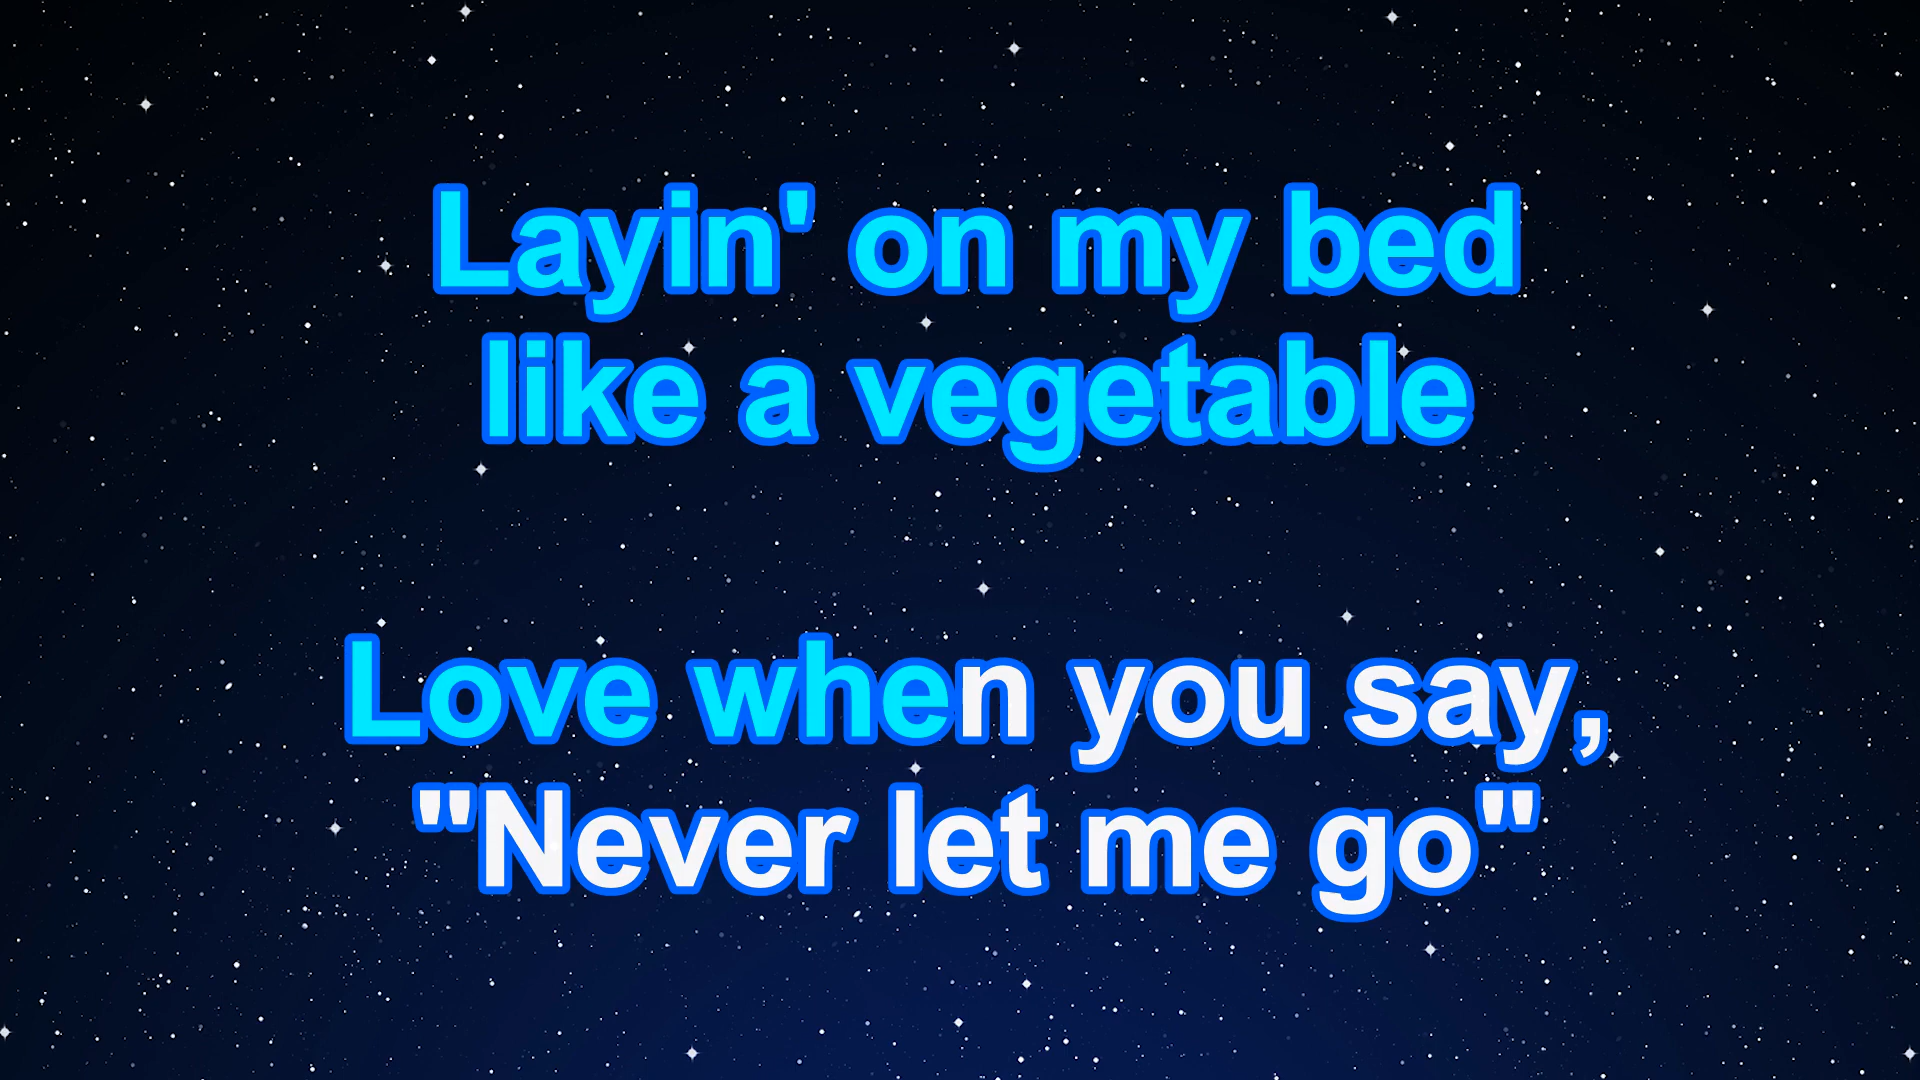 Layin' on my bed
like a vegetable
Love when you say,
"Never let me go"